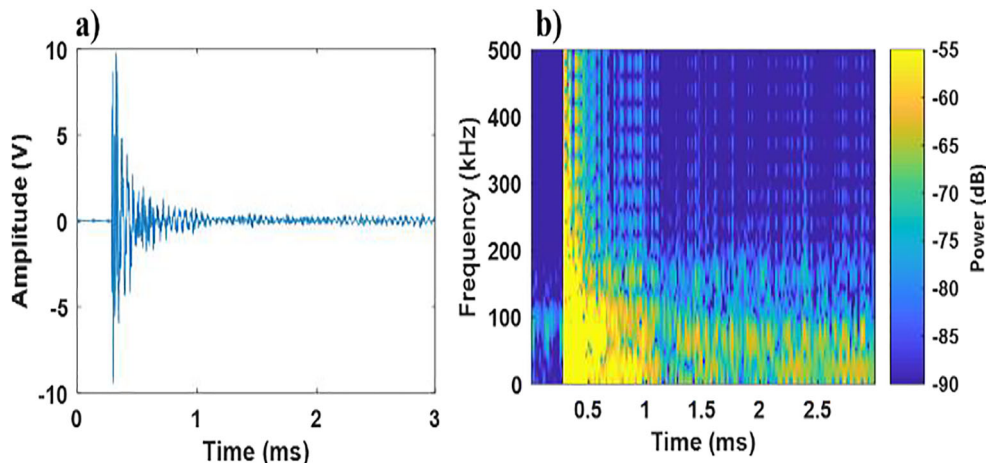 a)
10
5
0
-5
-10
Amplitude (V)
0 1 2 3
Time (ms)
b)
500
400
300
200
100
0
Frequency (kHz)
0.5 1 1.5 2 2.5
Time (ms)
-55
-60
-65
-70
-75
-80
-85
-90
Power (dB)